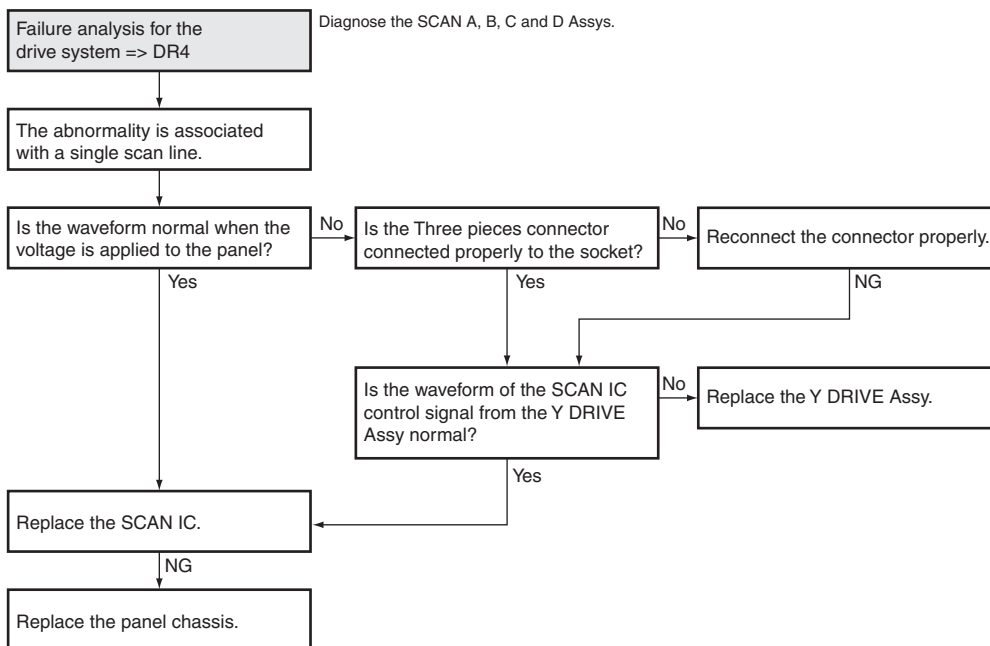 Failure analysis for the
drive system => DR4
Diagnose the SCAN A, B, C and D Assys.
The abnormality is associated
with a single scan line.
Is the waveform normal when the
voltage is applied to the panel?
No
Is the Three pieces connector
connected properly to the socket?
No
Reconnect the connector properly.
Yes
Yes
NG
Is the waveform of the SCAN IC
control signal from the Y DRIVE
Assy normal?
No
Replace the Y DRIVE Assy.
Yes
Replace the SCAN IC.
NG
Replace the panel chassis.